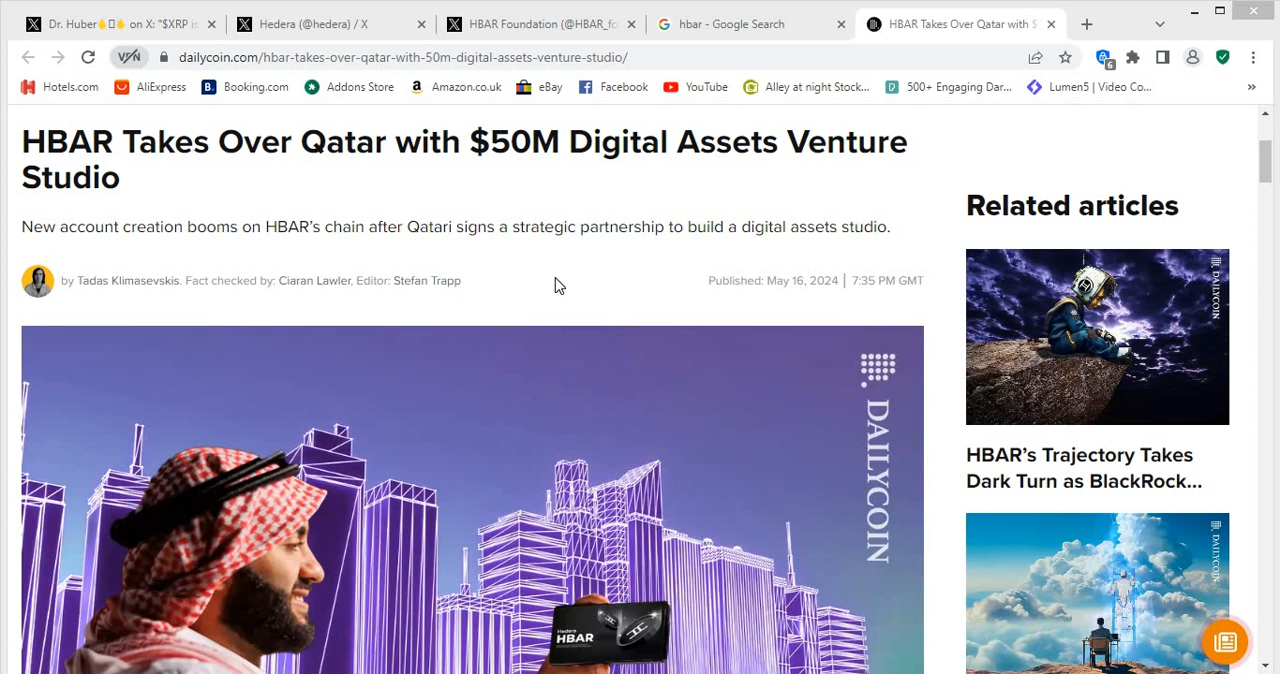 Dr. Huber on X: "$XRP is
Hedera (@hedera) / X
HBAR Foundation (@HBAR_fo
hbar - Google Search
HBAR Takes Over Qatar with $
VPN
dailycoin.com/hbar-takes-over-qatar-with-50m-digital-assets-venture-studio/
6
Hotels.com
AliExpress
B. Booking.com
Addons Store
a Amazon.co.uk
eBay
Facebook
YouTube
Alley at night Stock...
500+ Engaging Dar...
Lumen5 | Video Co...
»
HBAR Takes Over Qatar with $50M Digital Assets Venture
Studio
New account creation booms on HBAR’s chain after Qatari signs a strategic partnership to build a digital assets studio.
by Tadas Klimasevskis. Fact checked by: Ciaran Lawler, Editor: Stefan Trapp
Published: May 16, 2024 | 7:35 PM GMT
DAILYCOIN
Hedera
HBAR
Related articles
DAILYCOIN
HBAR’s Trajectory Takes
Dark Turn as BlackRock...
DAILYCOIN